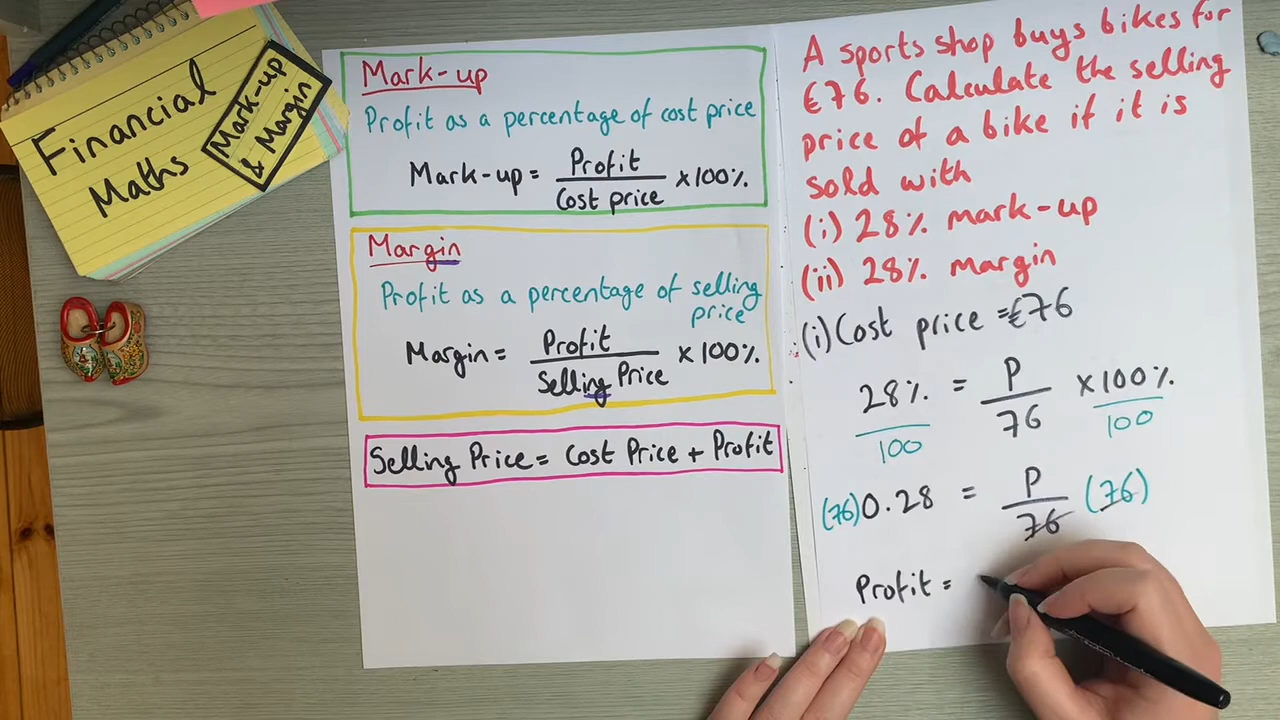 Financial
Maths
Mark-up
& Margin
Mark-up
Profit as a percentage of cost price
Mark-up = Profit / Cost price × 100%
Margin
Profit as a percentage of selling
price
Margin = Profit / Selling Price × 100%.
Selling Price = Cost Price + Profit
A sports shop buys bikes for
€76. Calculate the selling
price of a bike if it is
sold with
(i) 28% mark-up
(ii) 28% margin
(i) Cost price = €76
28% / 100 = P / 76 × 100% / 100
(76) 0.28 = P / 76 (76)
Profit =